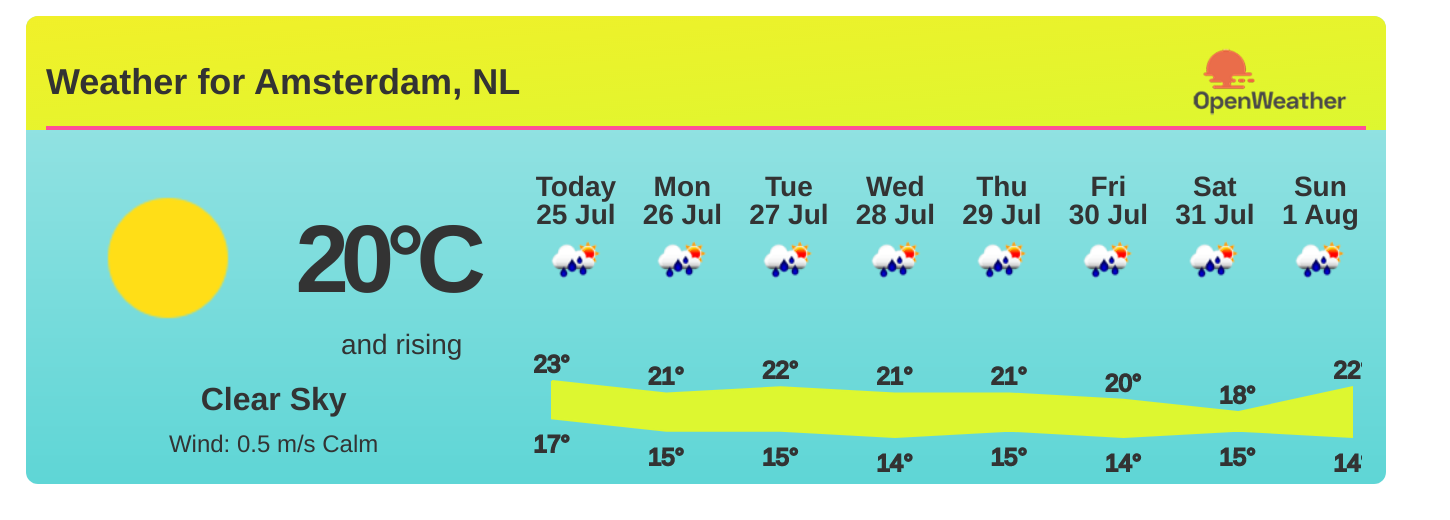 Weather for Amsterdam, NL
OpenWeather
20°C
and rising
Clear Sky
Wind: 0.5 m/s Calm
Today Mon Tue Wed Thu Fri Sat Sun
25 Jul 26 Jul 27 Jul 28 Jul 29 Jul 30 Jul 31 Jul 1 Aug
23° 21° 22° 21° 21° 20° 18° 22°
17° 15° 15° 14° 15° 14° 15° 14°